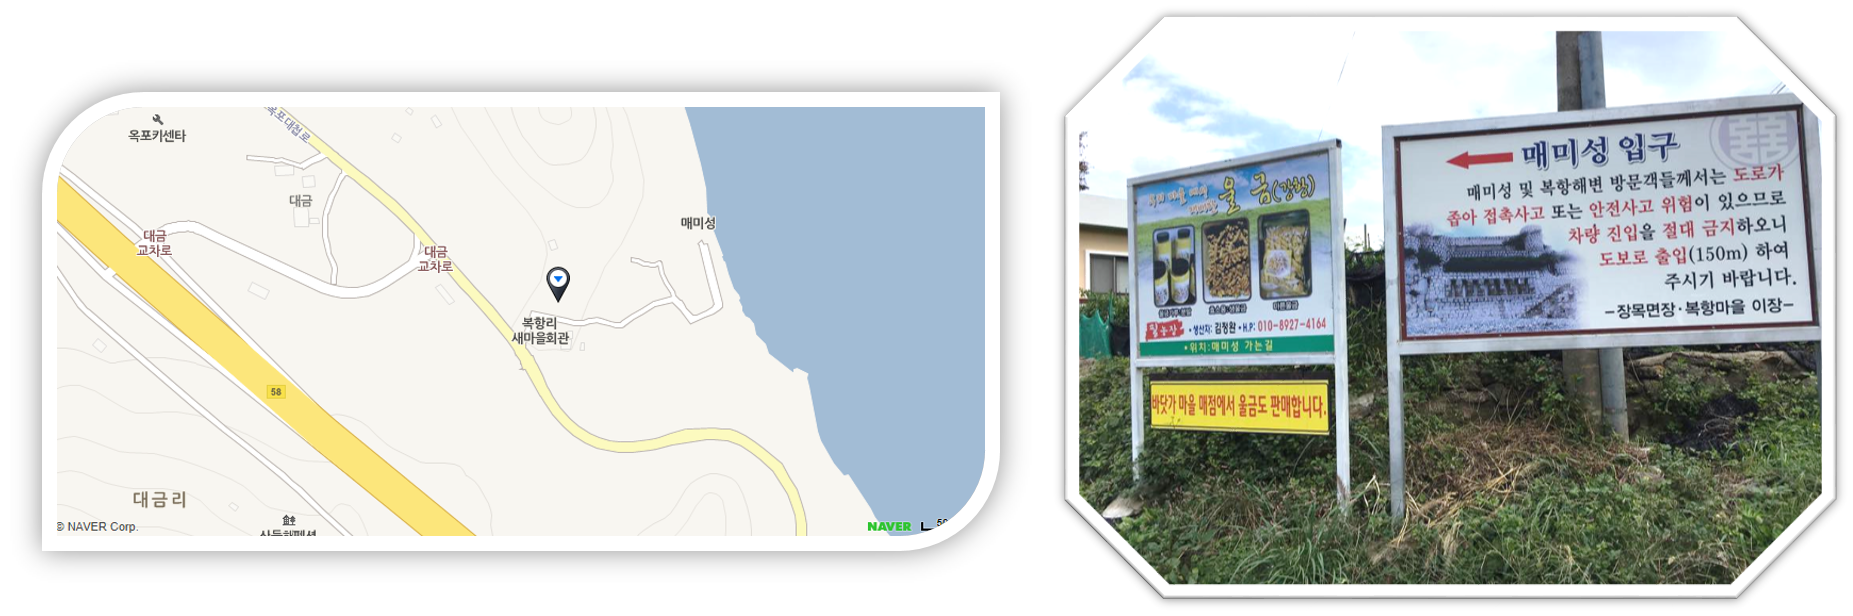 옥포대첩로
옥포키센타
대금
매미성
대금
교차로
대금
교차로
복항리
새마을회관
58
대금리
© NAVER Corp.
NAVER
50
울금(강황)
팔농장
• 생산자: 김정원 • H.P: 010-8927-4164
• 위치:매미성 가는길
바닷가 마을 매점에서 울금도 판매합니다.
매미성 입구
매미성 및 복항해변 방문객들께서는 도로가
좁아 접촉사고 또는 안전사고 위험이 있으므로
차량 진입을 절대 금지하오니
도보로 출입(150m) 하여
주시기 바랍니다.
-장목면장·복항마을 이장-